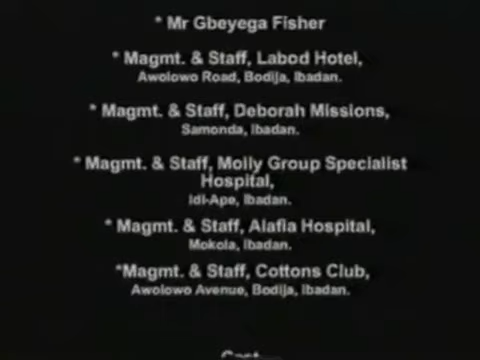 * Mr Gbeyega Fisher
* Magmt. & Staff, Labod Hotel,
Awolowo Road, Bodija, Ibadan.
* Magmt. & Staff, Deborah Missions,
Samonda, Ibadan.
* Magmt. & Staff, Molly Group Specialist
Hospital,
Idi-Ape, Ibadan.
* Magmt. & Staff, Alafia Hospital,
Mokola, Ibadan.
*Magmt. & Staff, Cottons Club,
Awolowo Avenue, Bodija, Ibadan.